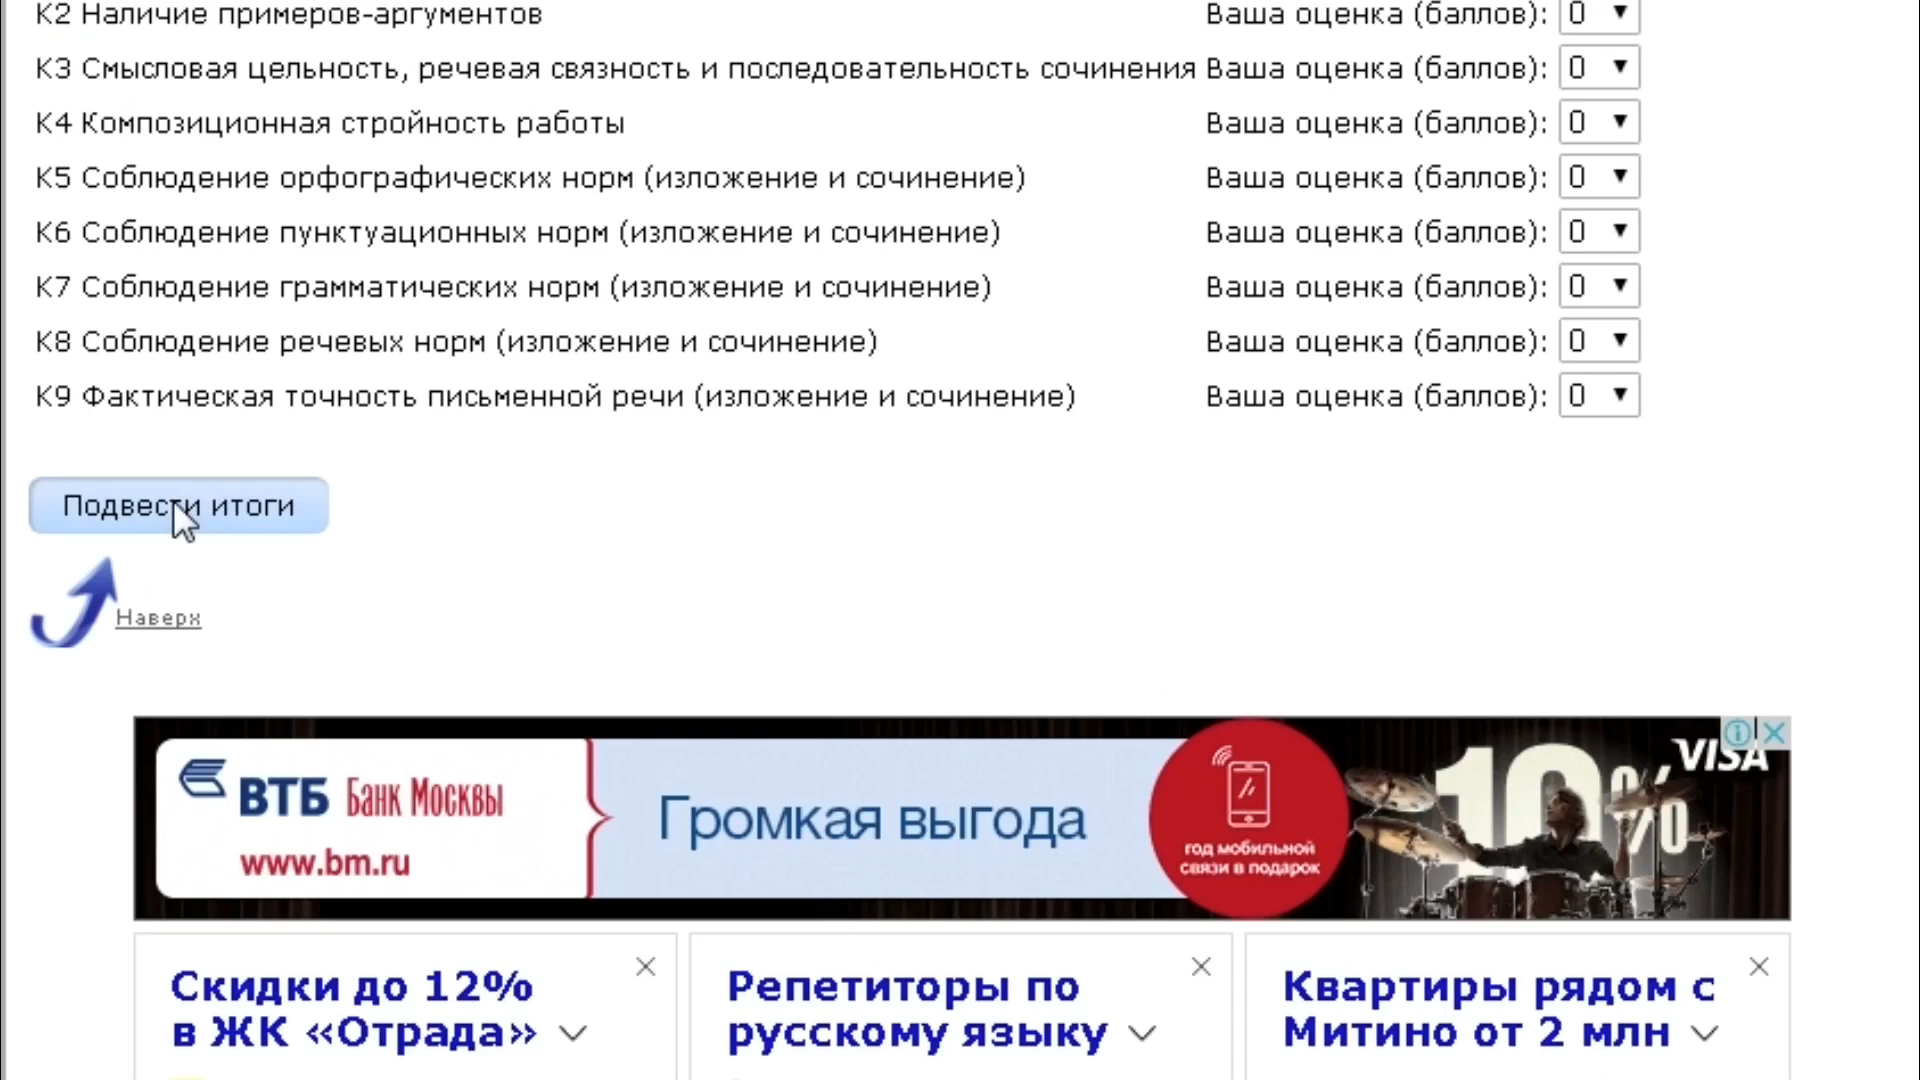 К2 Наличие примеров-аргументов Ваша оценка (баллов): 0
К3 Смысловая цельность, речевая связность и последовательность сочинения Ваша оценка (баллов): 0
К4 Композиционная стройность работы Ваша оценка (баллов): 0
К5 Соблюдение орфографических норм (изложение и сочинение) Ваша оценка (баллов): 0
К6 Соблюдение пунктуационных норм (изложение и сочинение) Ваша оценка (баллов): 0
К7 Соблюдение грамматических норм (изложение и сочинение) Ваша оценка (баллов): 0
К8 Соблюдение речевых норм (изложение и сочинение) Ваша оценка (баллов): 0
К9 Фактическая точность письменной речи (изложение и сочинение) Ваша оценка (баллов): 0
Подвести итоги
Наверх
ВТБ Банк Москвы
www.bm.ru
Громкая выгода
год мобильной
связи в подарок
10%
VISA
Скидки до 12%
в ЖК «Отрада»
Репетиторы по
русскому языку
Квартиры рядом с
Митино от 2 млн